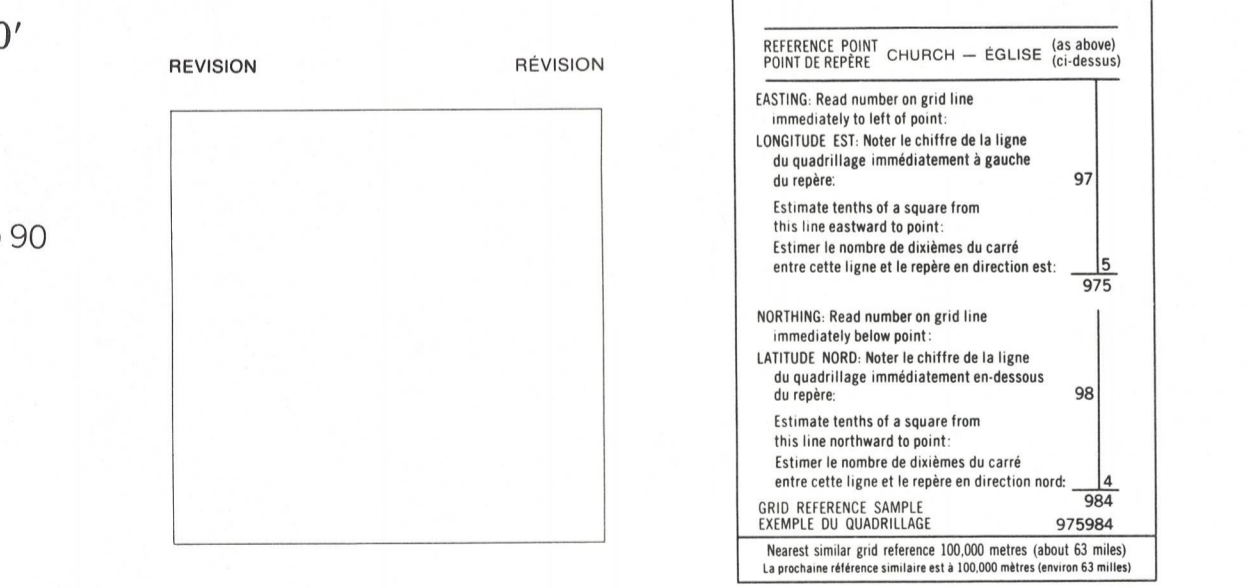 0′
90
REVISION RÉVISION
REFERENCE POINT
POINT DE REPÈRE
CHURCH — ÉGLISE
(as above)
(ci-dessus)
EASTING: Read number on grid line
immediately to left of point:
LONGITUDE EST: Noter le chiffre de la ligne
du quadrillage immédiatement à gauche
du repère: 97
Estimate tenths of a square from
this line eastward to point:
Estimer le nombre de dixièmes du carré
entre cette ligne et le repère en direction est: 5
975
NORTHING: Read number on grid line
immediately below point:
LATITUDE NORD: Noter le chiffre de la ligne
du quadrillage immédiatement en-dessous
du repère: 98
Estimate tenths of a square from
this line northward to point:
Estimer le nombre de dixièmes du carré
entre cette ligne et le repère en direction nord: 4
984
GRID REFERENCE SAMPLE
EXEMPLE DU QUADRILLAGE 975984
Nearest similar grid reference 100,000 metres (about 63 miles)
La prochaine référence similaire est à 100,000 mètres (environ 63 milles)